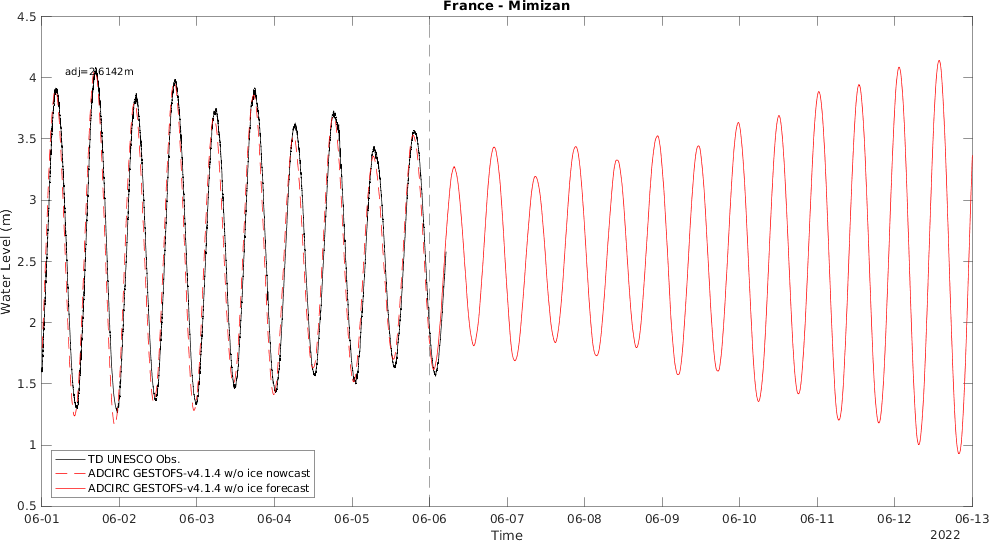 France - Mimizan
4.5
4
3.5
3
2.5
2
1.5
1
0.5
Water Level (m)
adj=2.6142m
TD UNESCO Obs.
ADCIRC GESTOFS-v4.1.4 w/o ice nowcast
ADCIRC GESTOFS-v4.1.4 w/o ice forecast
06-01 06-02 06-03 06-04 06-05 06-06 06-07 06-08 06-09 06-10 06-11 06-12 06-13
Time
2022